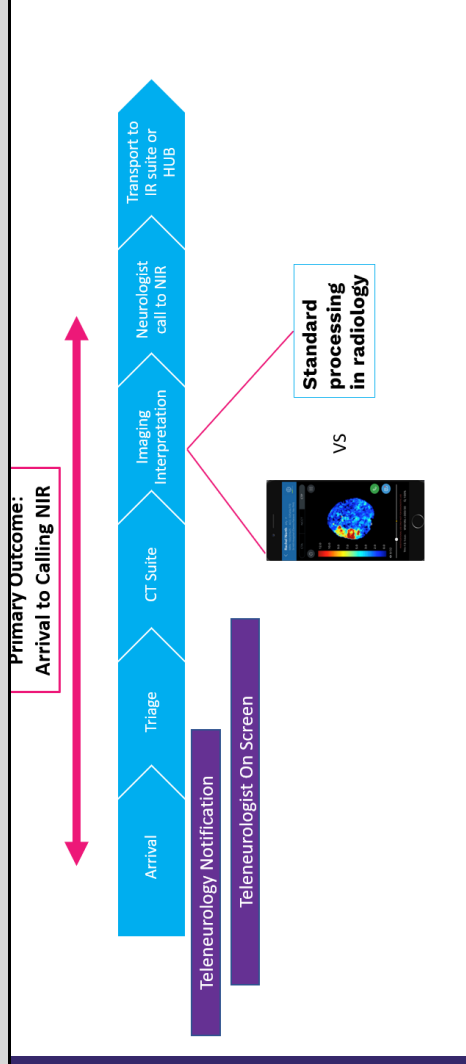 Primary Outcome:
Arrival to Calling NIR
Arrival
Triage
CT Suite
Imaging
Interpretation
Neurologist
call to NIR
Transport to
IR suite or
HUB
Teleneurology Notification
Teleneurologist On Screen
VS
Standard
processing
in radiology